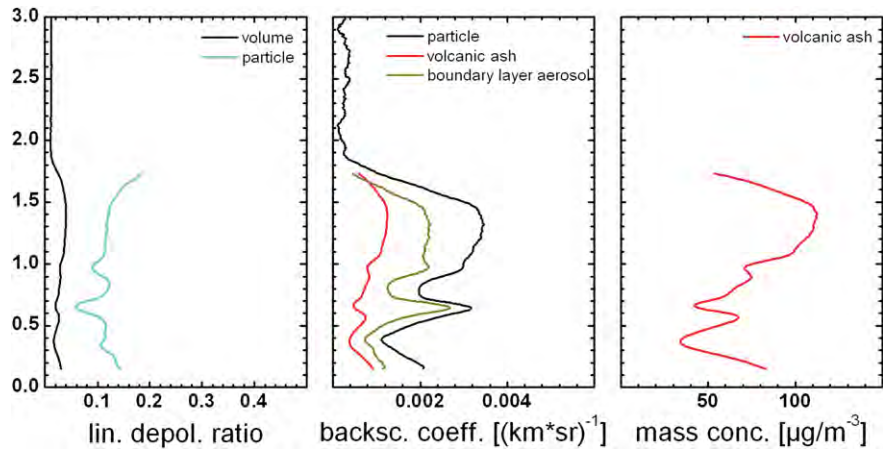 3.0
2.5
2.0
1.5
1.0
0.5
0.0
volume
particle
0.1 0.2 0.3 0.4
lin. depol. ratio
particle
volcanic ash
boundary layer aerosol
0.002 0.004
backsc. coeff. [(km*sr)⁻¹]
volcanic ash
50 100
mass conc. [µg/m⁻³]